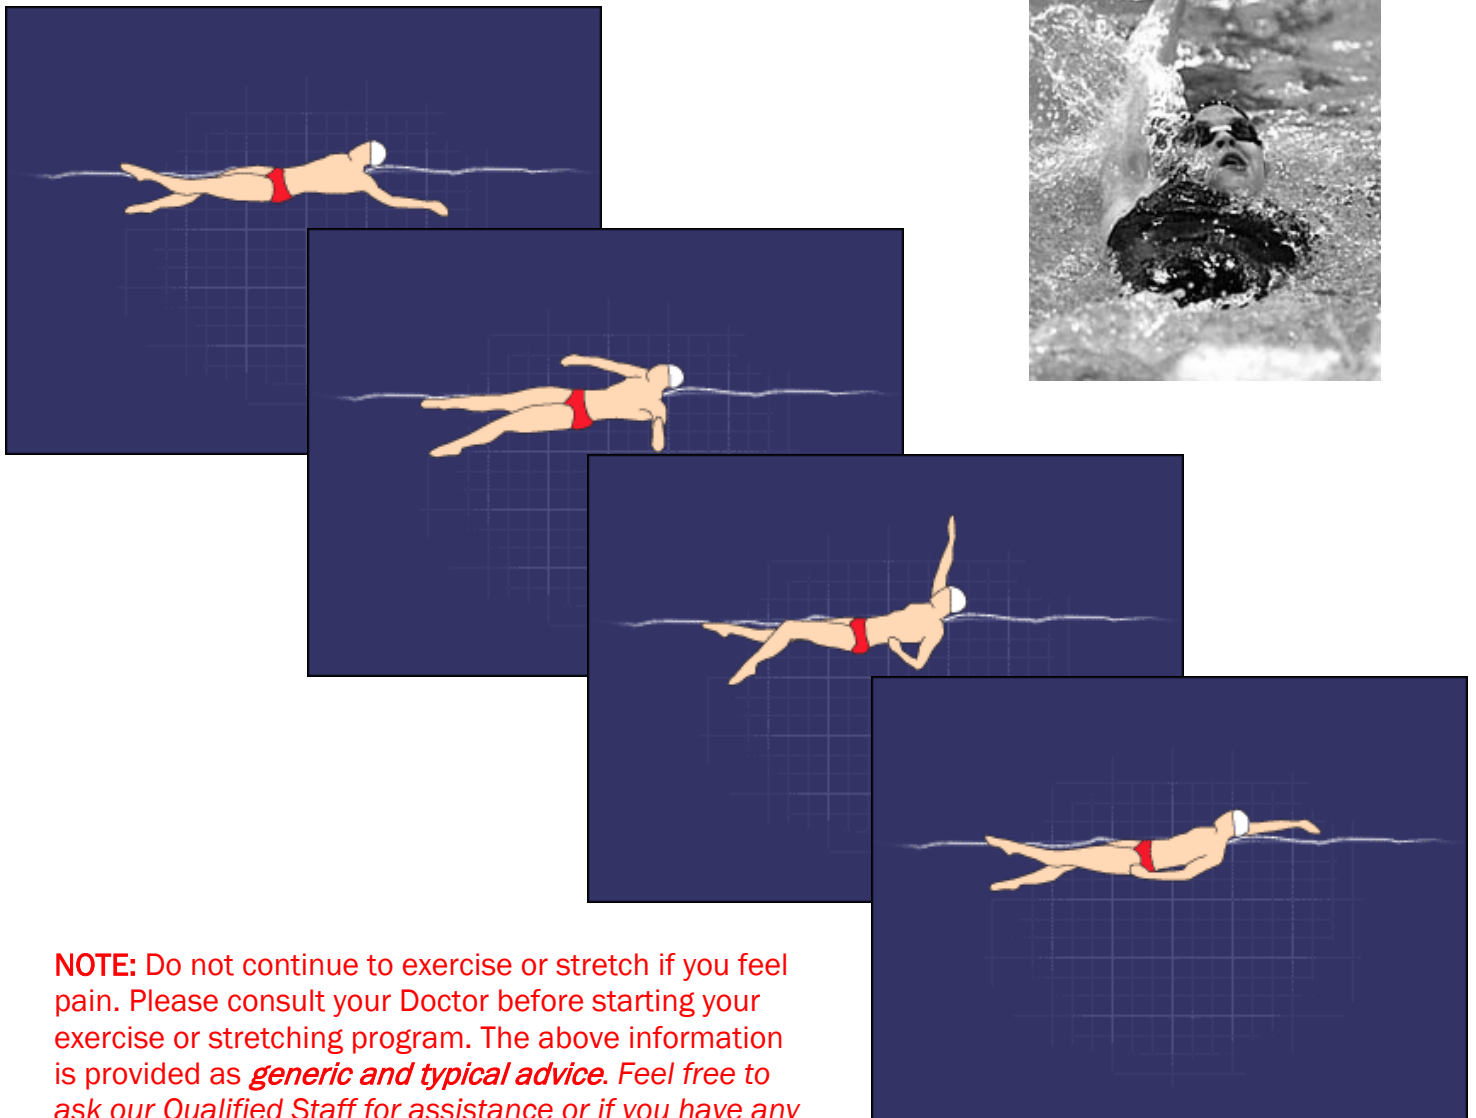 NOTE: Do not continue to exercise or stretch if you feel
pain. Please consult your Doctor before starting your
exercise or stretching program. The above information
is provided as generic and typical advice. Feel free to
ask our Qualified Staff for assistance or if you have any